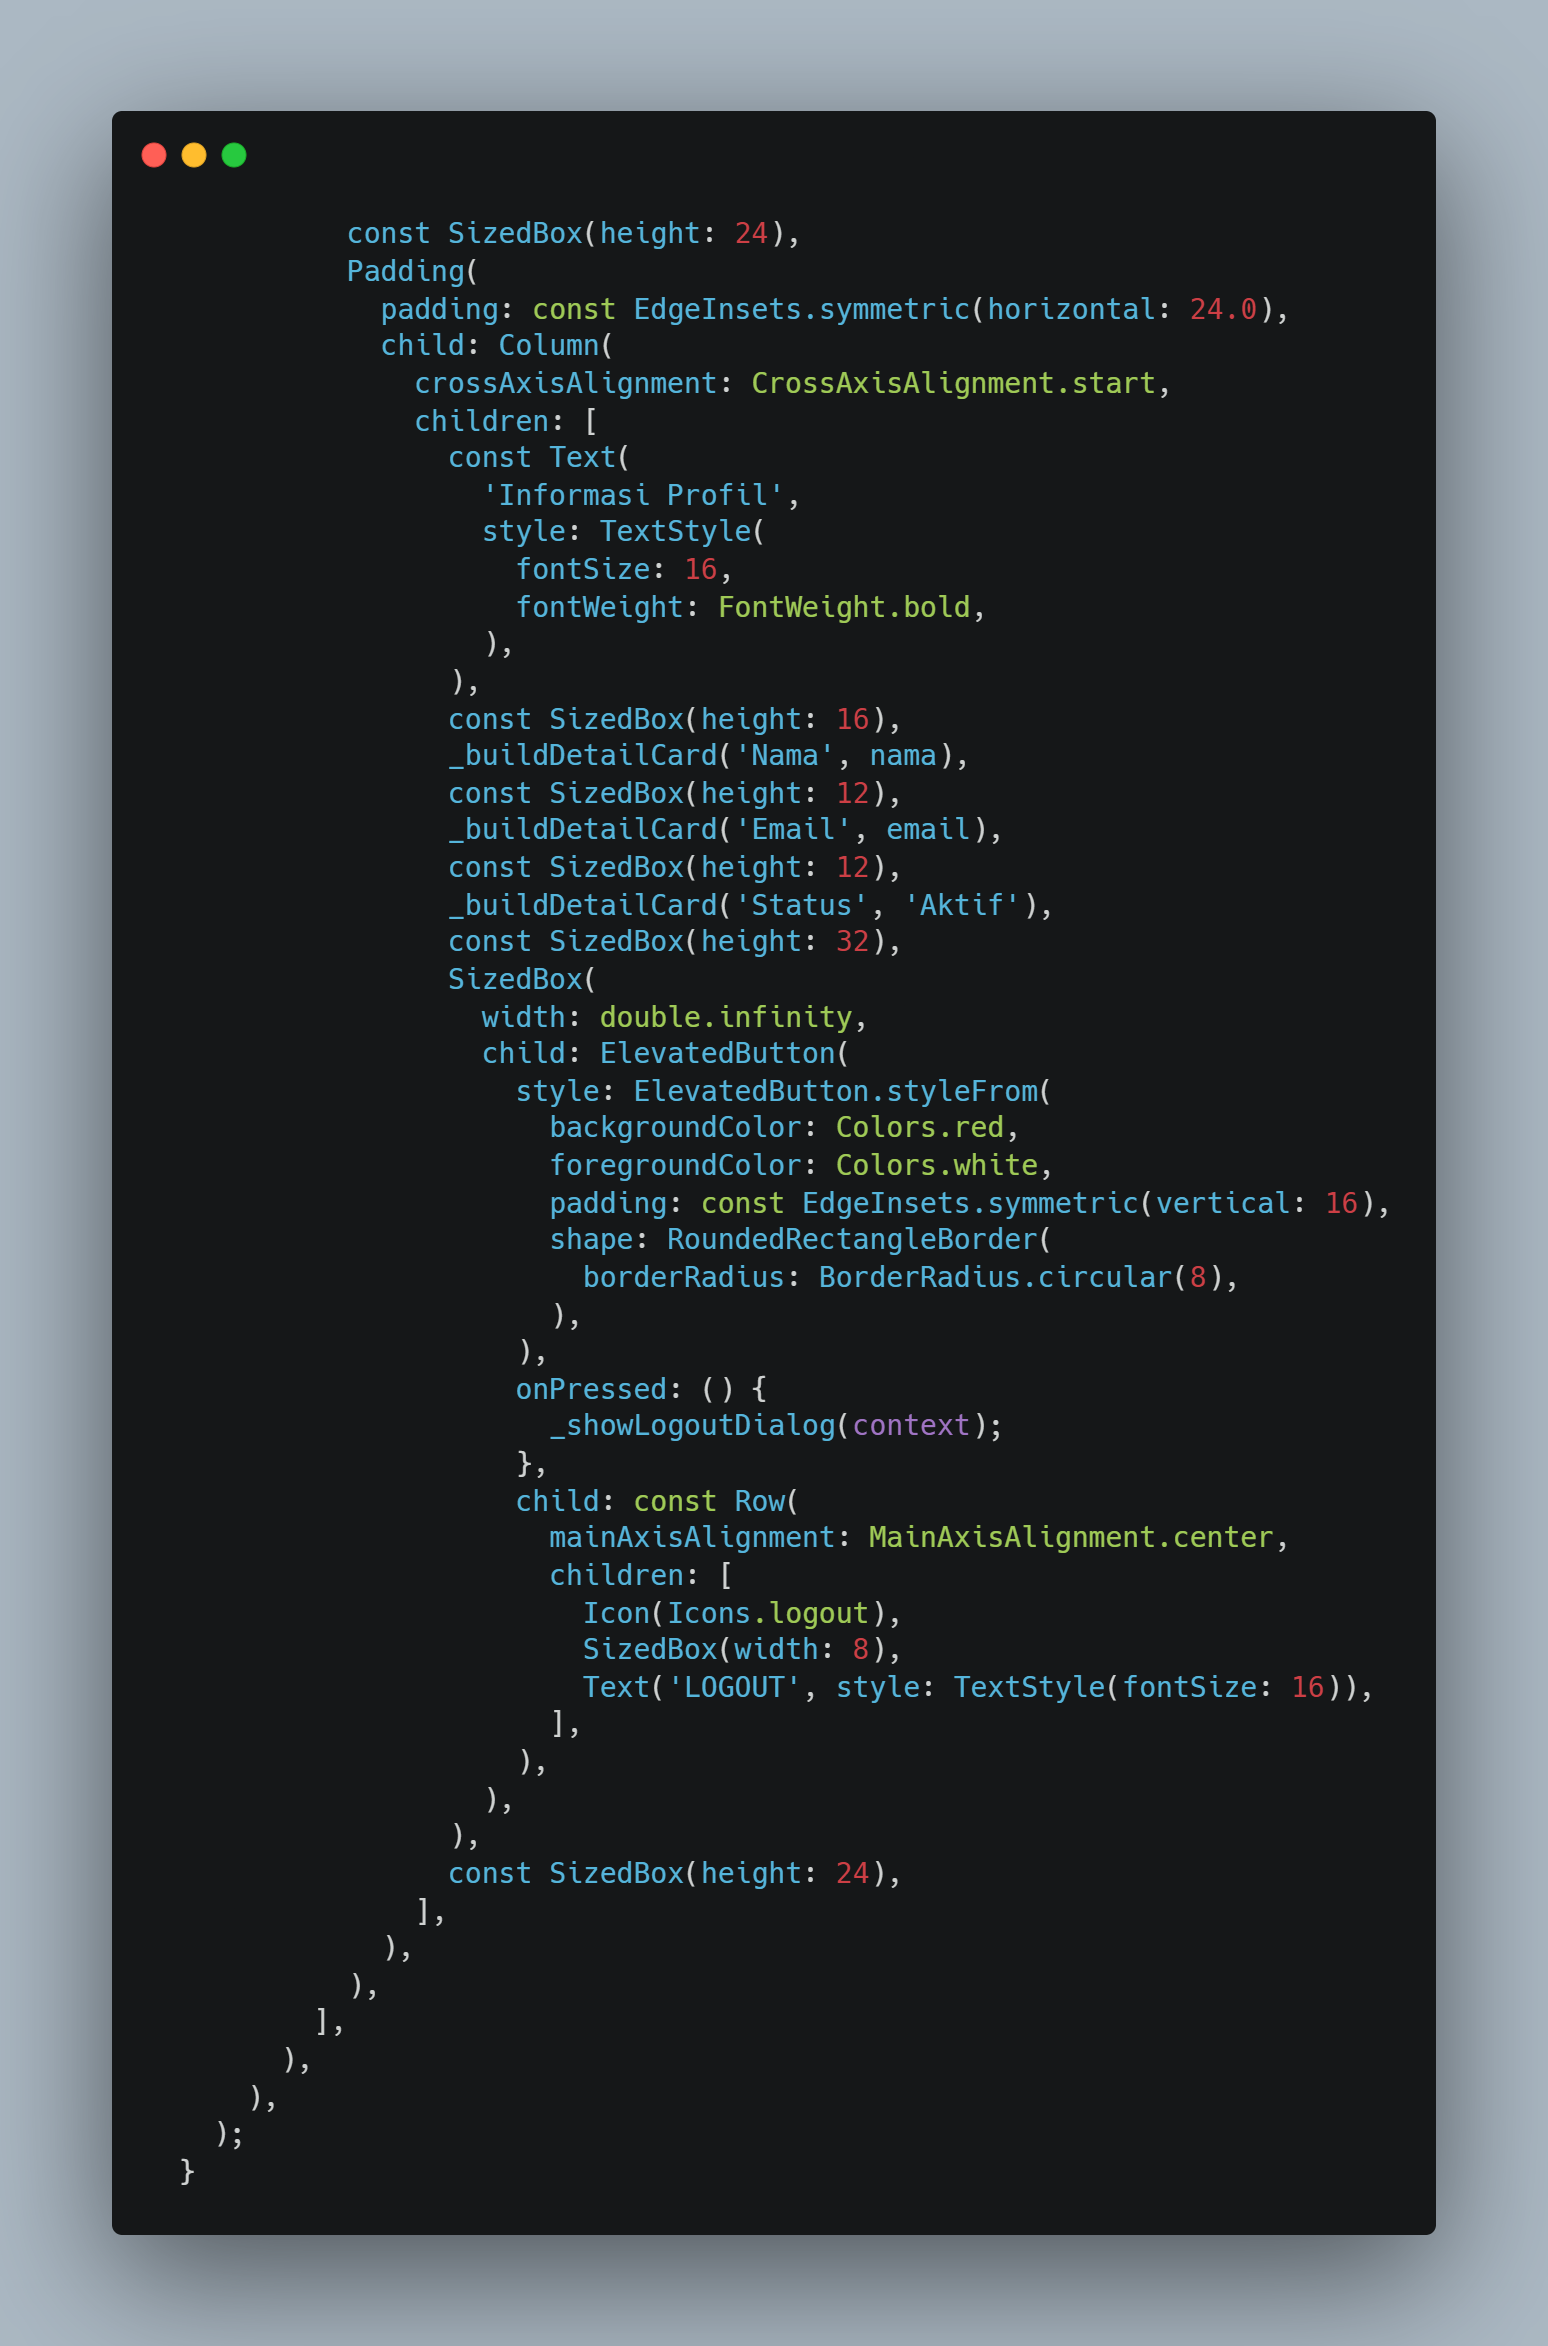 const SizedBox(height: 24),
Padding(
padding: const EdgeInsets.symmetric(horizontal: 24.0),
child: Column(
crossAxisAlignment: CrossAxisAlignment.start,
children: [
const Text(
'Informasi Profil',
style: TextStyle(
fontSize: 16,
fontWeight: FontWeight.bold,
),
),
const SizedBox(height: 16),
_buildDetailCard('Nama', nama),
const SizedBox(height: 12),
_buildDetailCard('Email', email),
const SizedBox(height: 12),
_buildDetailCard('Status', 'Aktif'),
const SizedBox(height: 32),
SizedBox(
width: double.infinity,
child: ElevatedButton(
style: ElevatedButton.styleFrom(
backgroundColor: Colors.red,
foregroundColor: Colors.white,
padding: const EdgeInsets.symmetric(vertical: 16),
shape: RoundedRectangleBorder(
borderRadius: BorderRadius.circular(8),
),
),
onPressed: () {
_showLogoutDialog(context);
},
child: const Row(
mainAxisAlignment: MainAxisAlignment.center,
children: [
Icon(Icons.logout),
SizedBox(width: 8),
Text('LOGOUT', style: TextStyle(fontSize: 16)),
],
),
),
),
const SizedBox(height: 24),
],
),
),
],
),
),
);
}